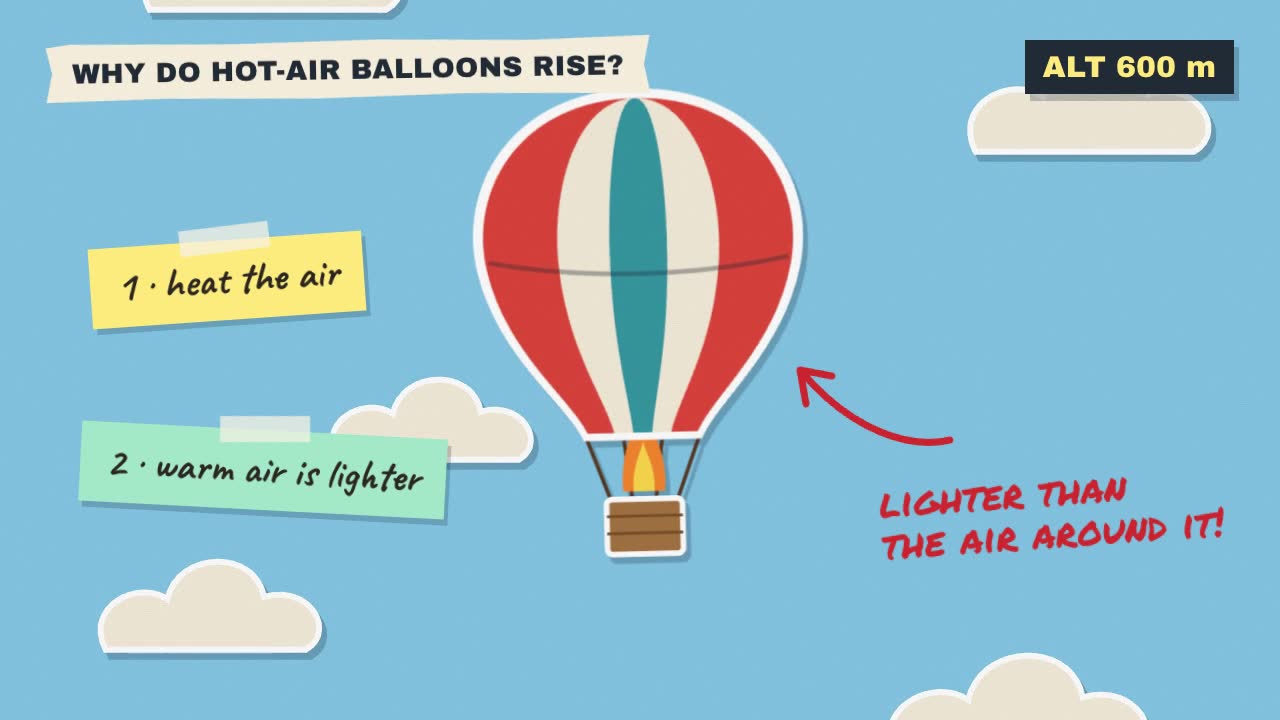 WHY DO HOT-AIR BALLOONS RISE?
ALT 600 m
1 · heat the air
2 · warm air is lighter
LIGHTER THAN
THE AIR AROUND IT!